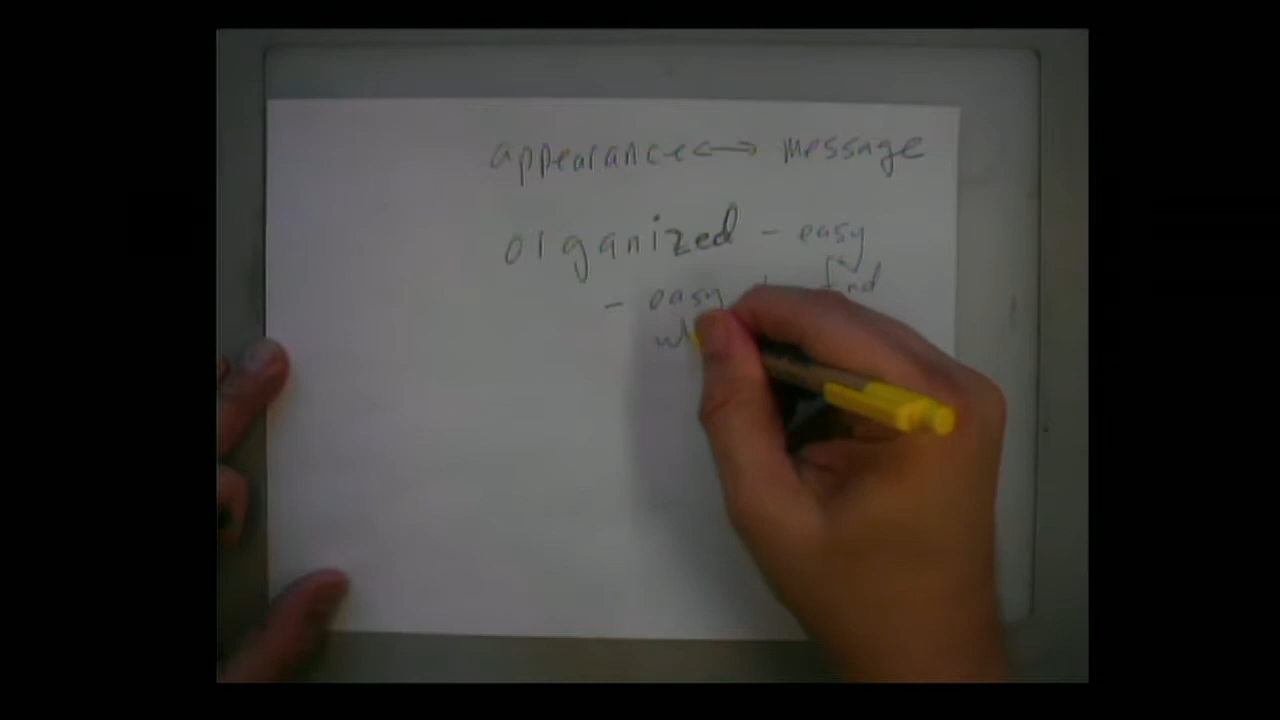 appearance ↔ message
organized - easy
- easy